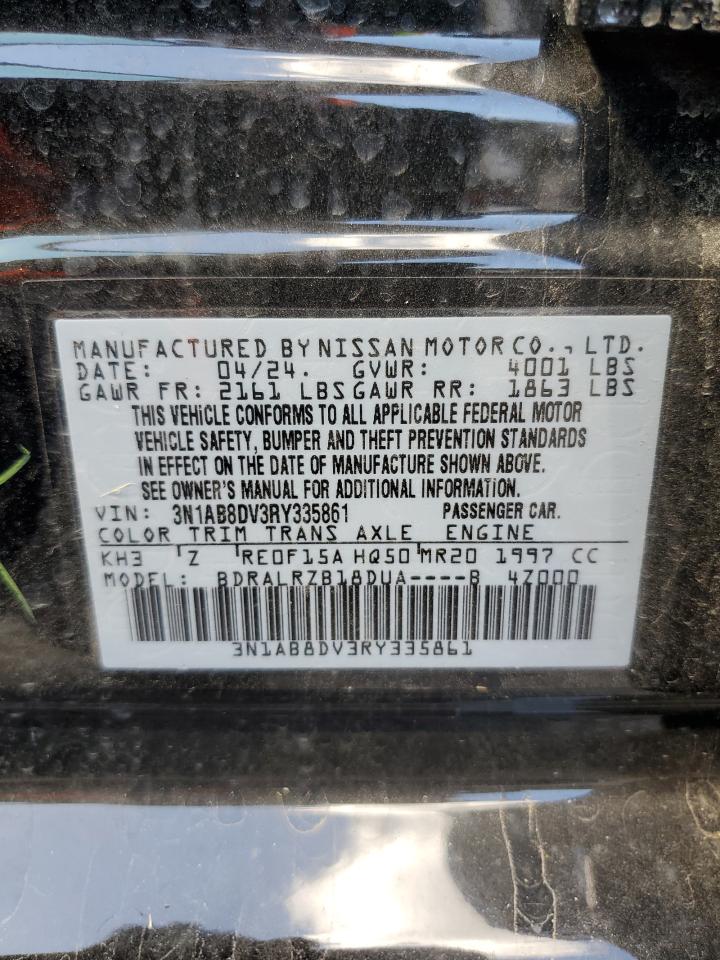 MANUFACTURED BY NISSAN MOTOR CO., LTD.
DATE: 04/24. GVWR: 4001 LBS
GAWR FR: 2161 LBS GAWR RR: 1863 LBS
THIS VEHICLE CONFORMS TO ALL APPLICABLE FEDERAL MOTOR
VEHICLE SAFETY, BUMPER AND THEFT PREVENTION STANDARDS
IN EFFECT ON THE DATE OF MANUFACTURE SHOWN ABOVE.
SEE OWNER'S MANUAL FOR ADDITIONAL INFORMATION.
VIN: 3N1AB8DV3RY335861 PASSENGER CAR.
COLOR TRIM TRANS AXLE ENGINE
KH3 'Z RE0F15A HQ50 'MR20 1997 CC
MODEL: BDRALRZB18DUA----B 4Z000
3N1AB8DV3RY335861